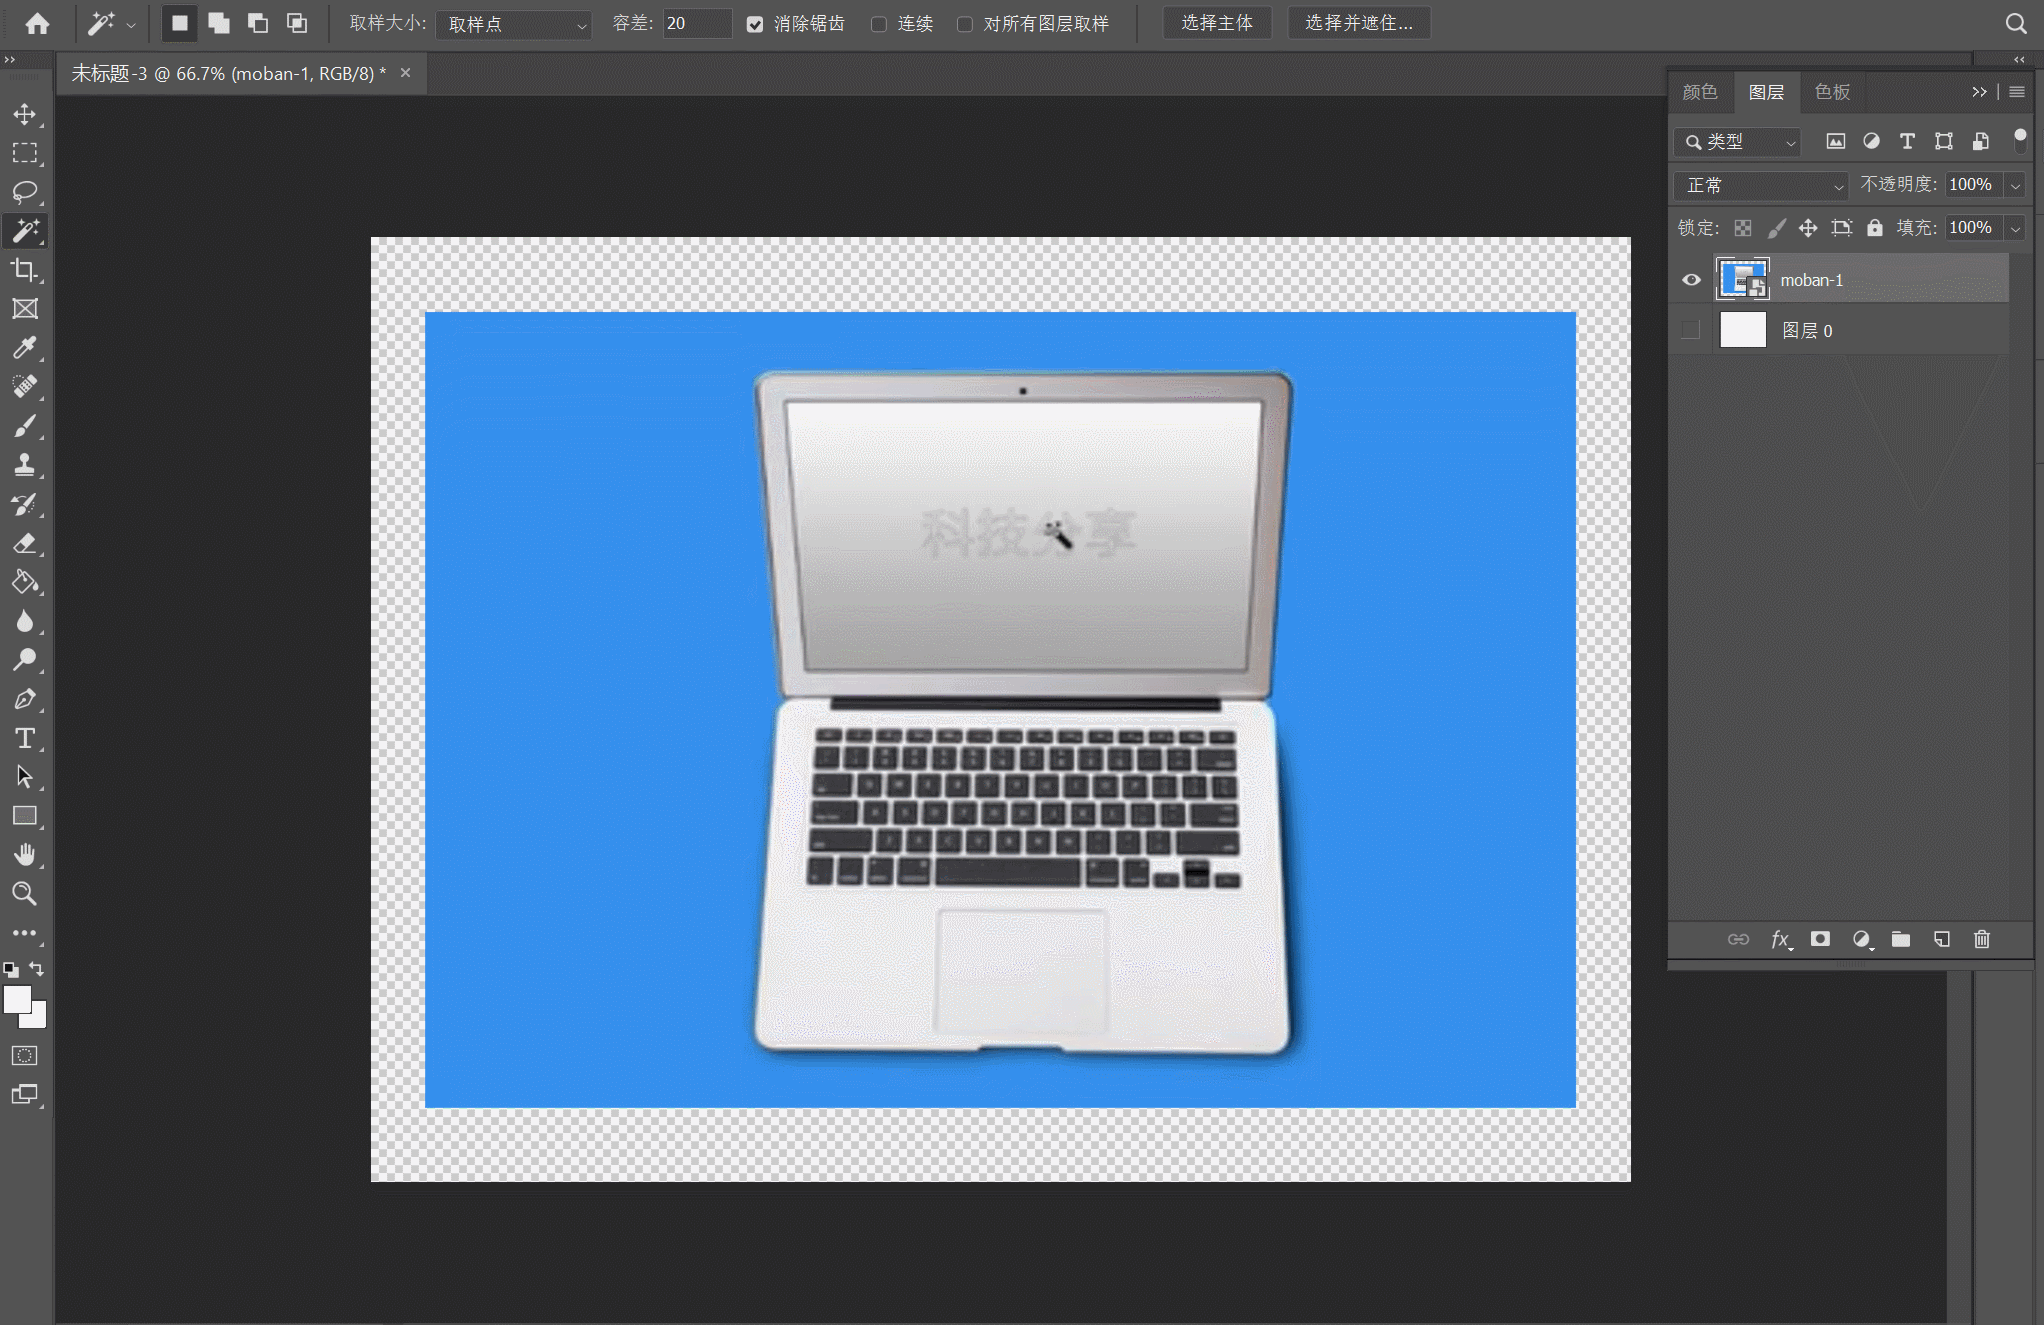 取样大小: 取样点 容差: 20 消除锯齿 连续 对所有图层取样 选择主体 选择并遮住...
未标题-3 @ 66.7% (moban-1, RGB/8) * ×
颜色 图层 色板
类型
正常 不透明度: 100%
锁定: 填充: 100%
moban-1
图层 0
科技分享
fx